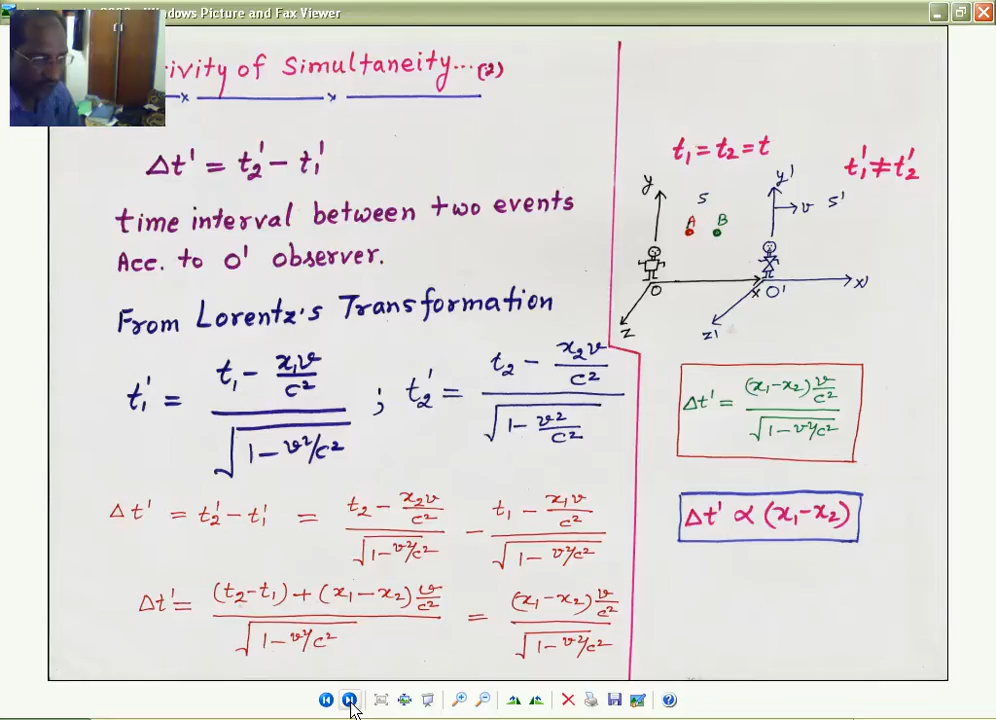 Windows Picture and Fax Viewer
ivity of Simultaneity... (2)
Δt' = t₂' − t₁'
time interval between two events
Acc. to O' observer.
From Lorentz's Transformation
t₁' = (t₁ − x₁v/c²) / √(1 − v²/c²) ; t₂' = (t₂ − x₂v/c²) / √(1 − v²/c²)
Δt' = t₂' − t₁' = (t₂ − x₂v/c²) / √(1 − v²/c²) − (t₁ − x₁v/c²) / √(1 − v²/c²)
Δt' = ((t₂ − t₁) + (x₁ − x₂) v/c²) / √(1 − v²/c²) = ((x₁ − x₂) v/c²) / √(1 − v²/c²)
t₁ = t₂ = t
t₁' ≠ t₂'
y S y' v S'
A B
O x O' x'
z z'
Δt' = ((x₁ − x₂) v/c²) / √(1 − v²/c²)
Δt' ∝ (x₁ − x₂)